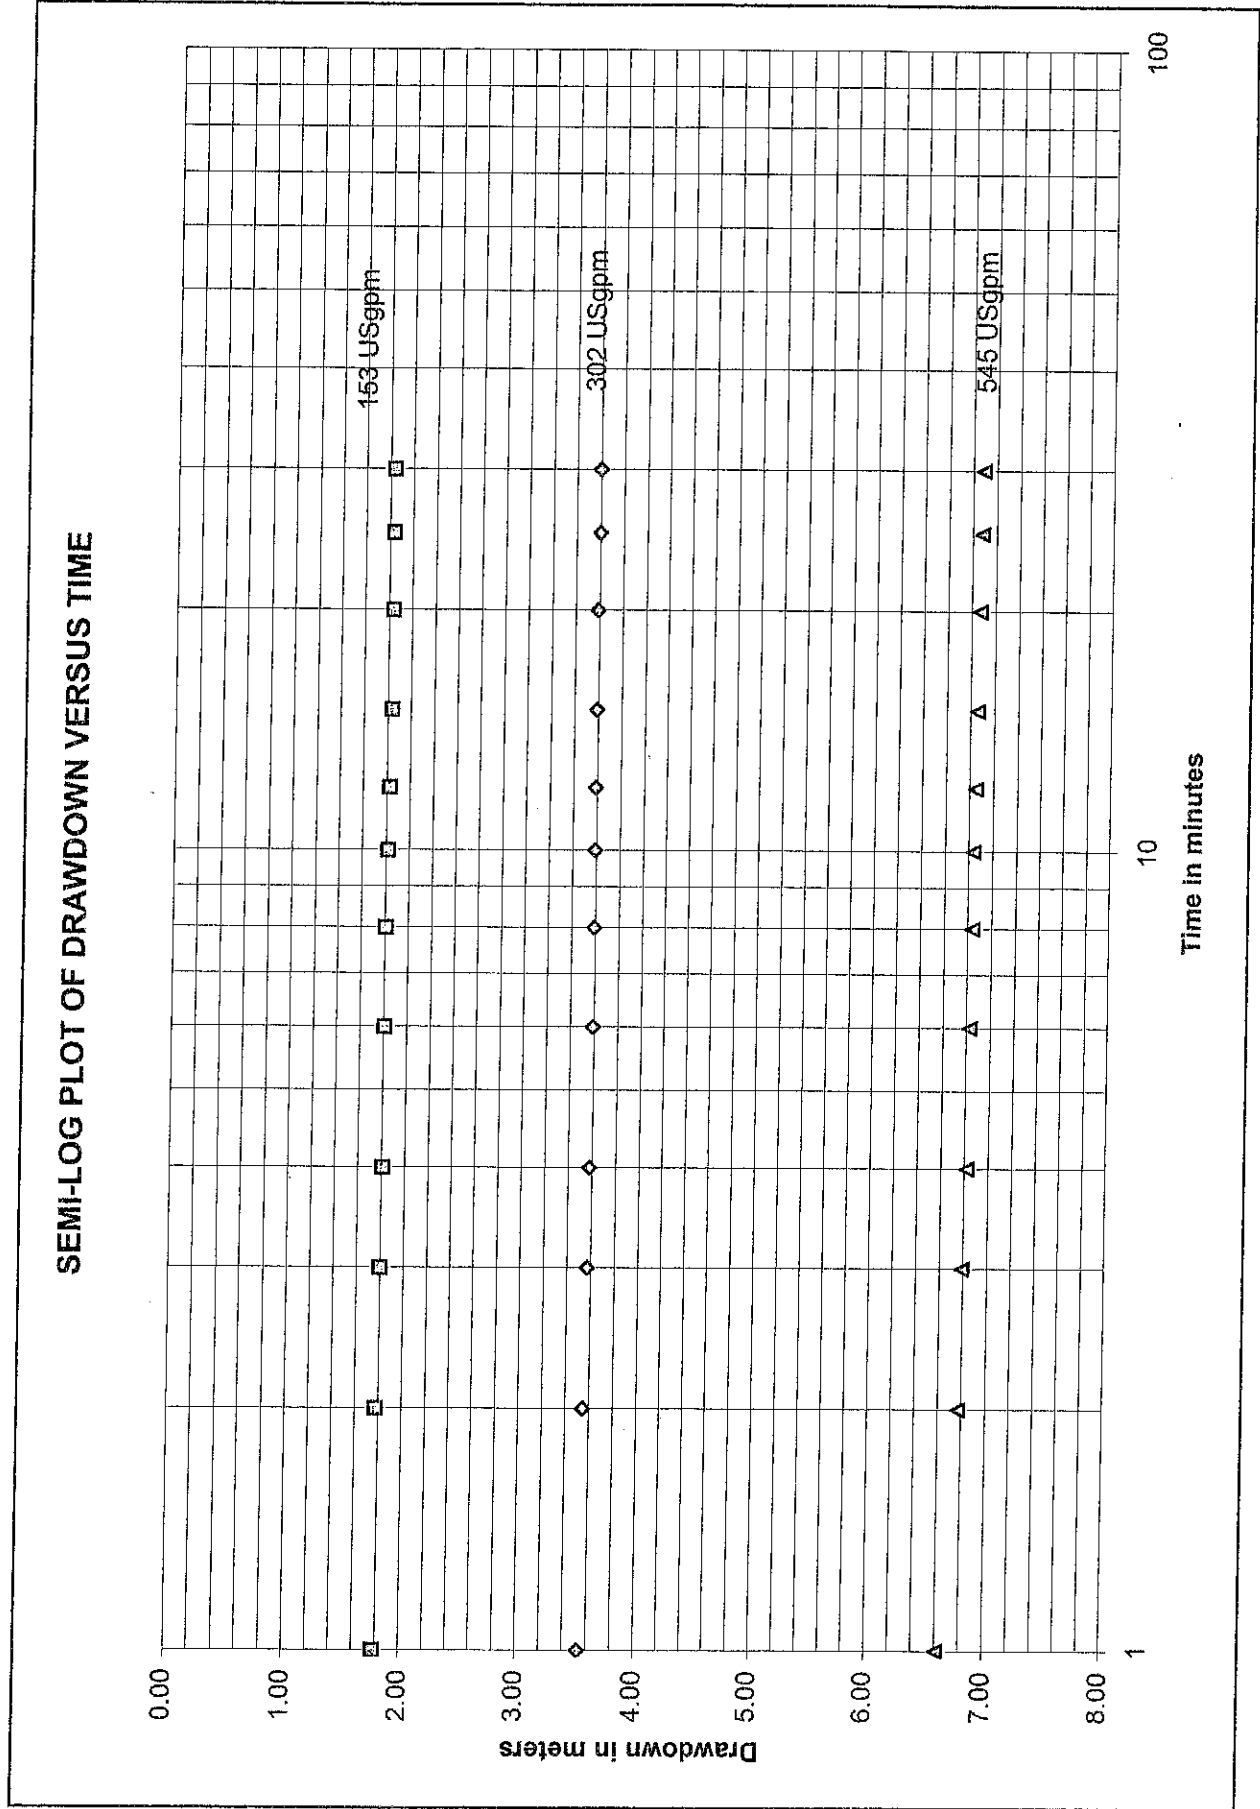 SEMI-LOG PLOT OF DRAWDOWN VERSUS TIME
Drawdown in meters
0.00
1.00
2.00
3.00
4.00
5.00
6.00
7.00
8.00
153 USgpm
302 USgpm
545 USgpm
1
10
100
Time in minutes